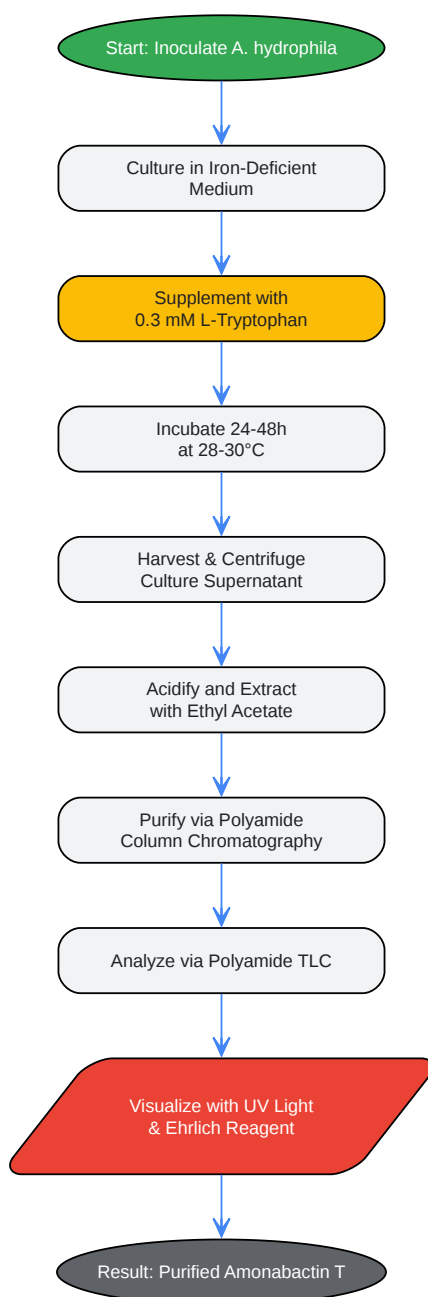 Start: Inoculate A. hydrophila
Culture in Iron-Deficient
Medium
Supplement with
0.3 mM L-Tryptophan
Incubate 24-48h
at 28-30°C
Harvest & Centrifuge
Culture Supernatant
Acidify and Extract
with Ethyl Acetate
Purify via Polyamide
Column Chromatography
Analyze via Polyamide TLC
Visualize with UV Light
& Ehrlich Reagent
Result: Purified Amonabactin T